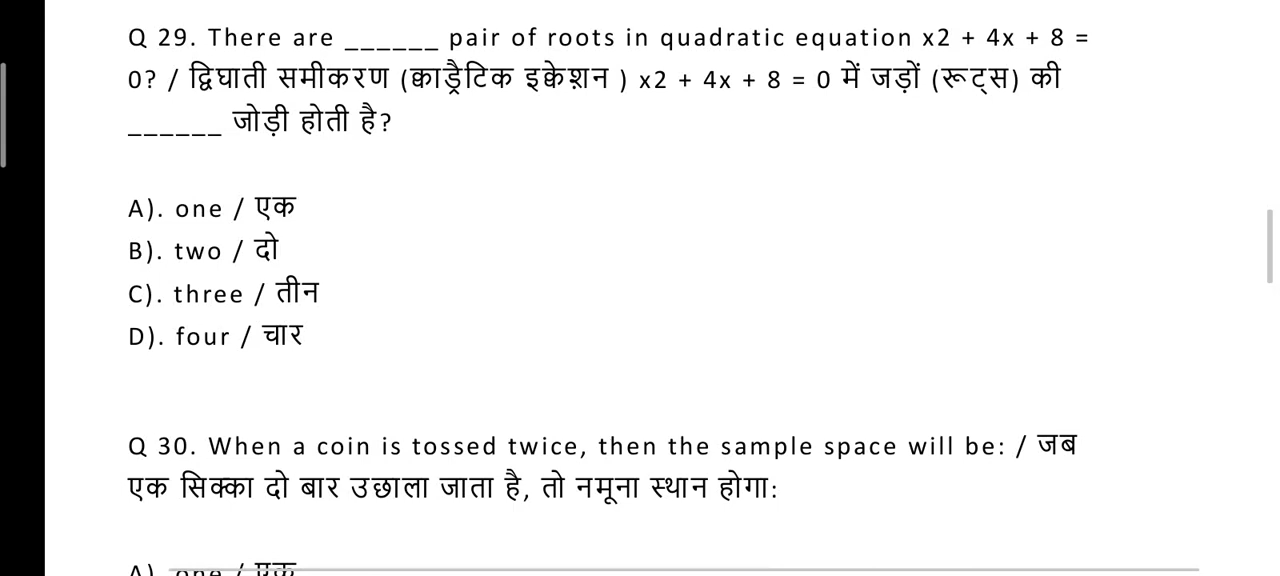 Q 29. There are ______ pair of roots in quadratic equation x2 + 4x + 8 =
0? / द्विघाती समीकरण (क्वाड्रैटिक इक्वेशन ) x2 + 4x + 8 = 0 में जड़ों (रूट्स) की
______ जोड़ी होती है?
A). one / एक
B). two / दो
C). three / तीन
D). four / चार
Q 30. When a coin is tossed twice, then the sample space will be: / जब
एक सिक्का दो बार उछाला जाता है, तो नमूना स्थान होगा:
A). one / एक